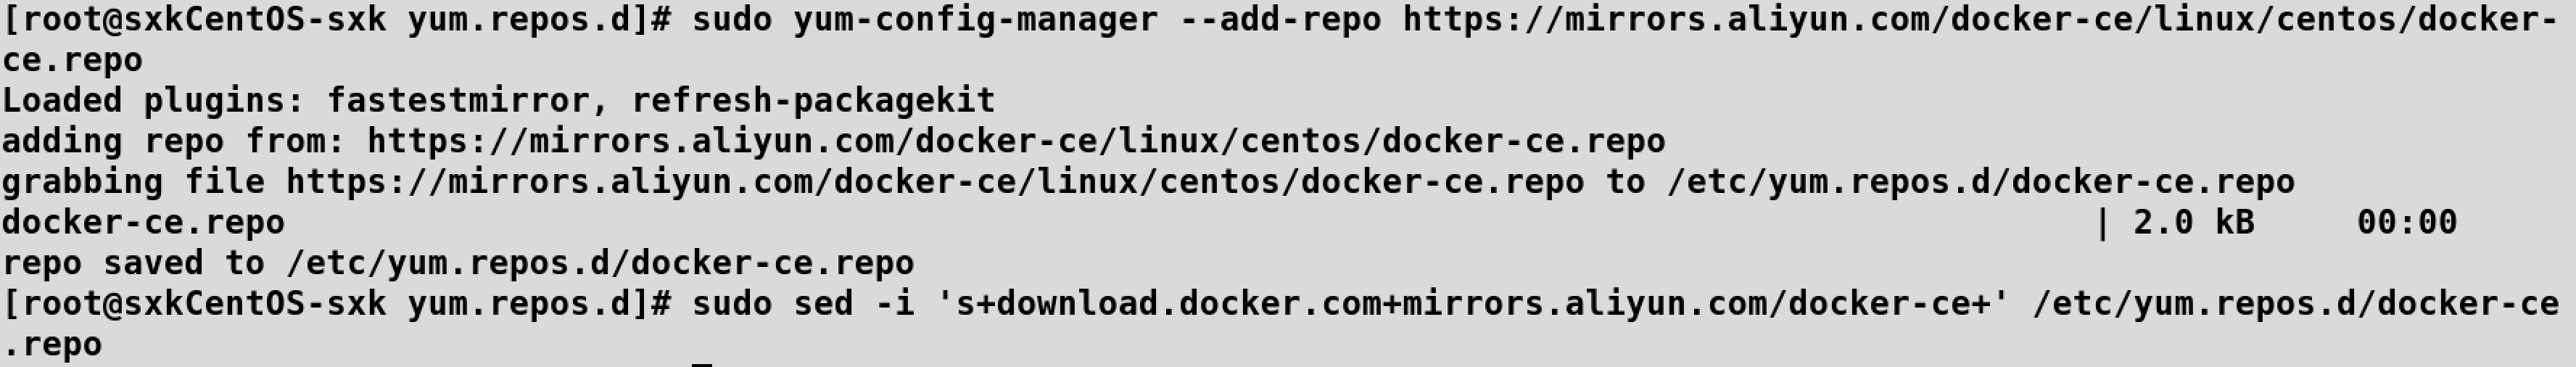 [root@sxkCentOS-sxk yum.repos.d]# sudo yum-config-manager --add-repo https://mirrors.aliyun.com/docker-ce/linux/centos/docker-
ce.repo
Loaded plugins: fastestmirror, refresh-packagekit
adding repo from: https://mirrors.aliyun.com/docker-ce/linux/centos/docker-ce.repo
grabbing file https://mirrors.aliyun.com/docker-ce/linux/centos/docker-ce.repo to /etc/yum.repos.d/docker-ce.repo
docker-ce.repo | 2.0 kB 00:00
repo saved to /etc/yum.repos.d/docker-ce.repo
[root@sxkCentOS-sxk yum.repos.d]# sudo sed -i 's+download.docker.com+mirrors.aliyun.com/docker-ce+' /etc/yum.repos.d/docker-ce
.repo